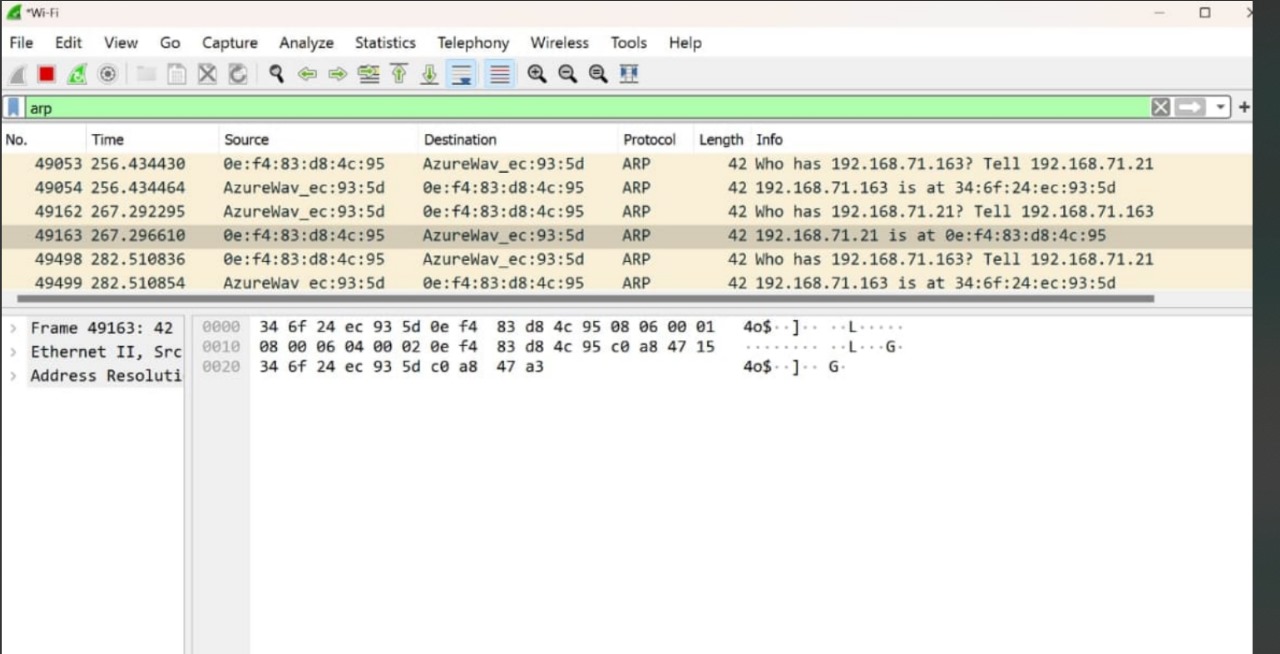 *Wi-Fi
File Edit View Go Capture Analyze Statistics Telephony Wireless Tools Help
arp
No. Time Source Destination Protocol Length Info
49053 256.434430 0e:f4:83:d8:4c:95 AzureWav_ec:93:5d ARP 42 Who has 192.168.71.163? Tell 192.168.71.21
49054 256.434464 AzureWav_ec:93:5d 0e:f4:83:d8:4c:95 ARP 42 192.168.71.163 is at 34:6f:24:ec:93:5d
49162 267.292295 AzureWav_ec:93:5d 0e:f4:83:d8:4c:95 ARP 42 Who has 192.168.71.21? Tell 192.168.71.163
49163 267.296610 0e:f4:83:d8:4c:95 AzureWav_ec:93:5d ARP 42 192.168.71.21 is at 0e:f4:83:d8:4c:95
49498 282.510836 0e:f4:83:d8:4c:95 AzureWav_ec:93:5d ARP 42 Who has 192.168.71.163? Tell 192.168.71.21
49499 282.510854 AzureWav_ec:93:5d 0e:f4:83:d8:4c:95 ARP 42 192.168.71.163 is at 34:6f:24:ec:93:5d
Frame 49163: 42
Ethernet II, Src
Address Resoluti
0000 34 6f 24 ec 93 5d 0e f4 83 d8 4c 95 08 06 00 01 4o$··]·· ··L·····
0010 08 00 06 04 00 02 0e f4 83 d8 4c 95 c0 a8 47 15 ········ ··L···G·
0020 34 6f 24 ec 93 5d c0 a8 47 a3 4o$··]·· G·